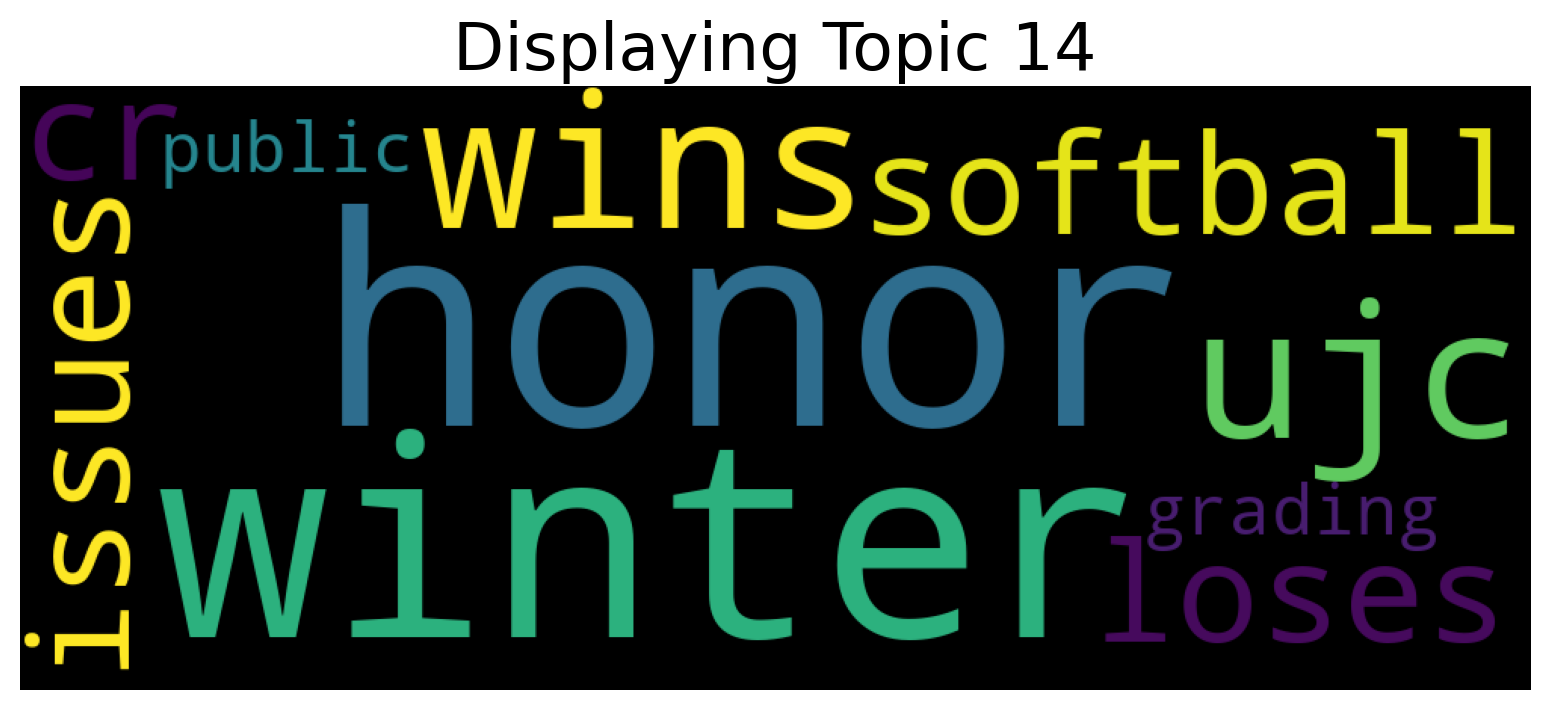 Displaying Topic 14
cr public wins softball
issues
honor
ujc
winter
grading
loses